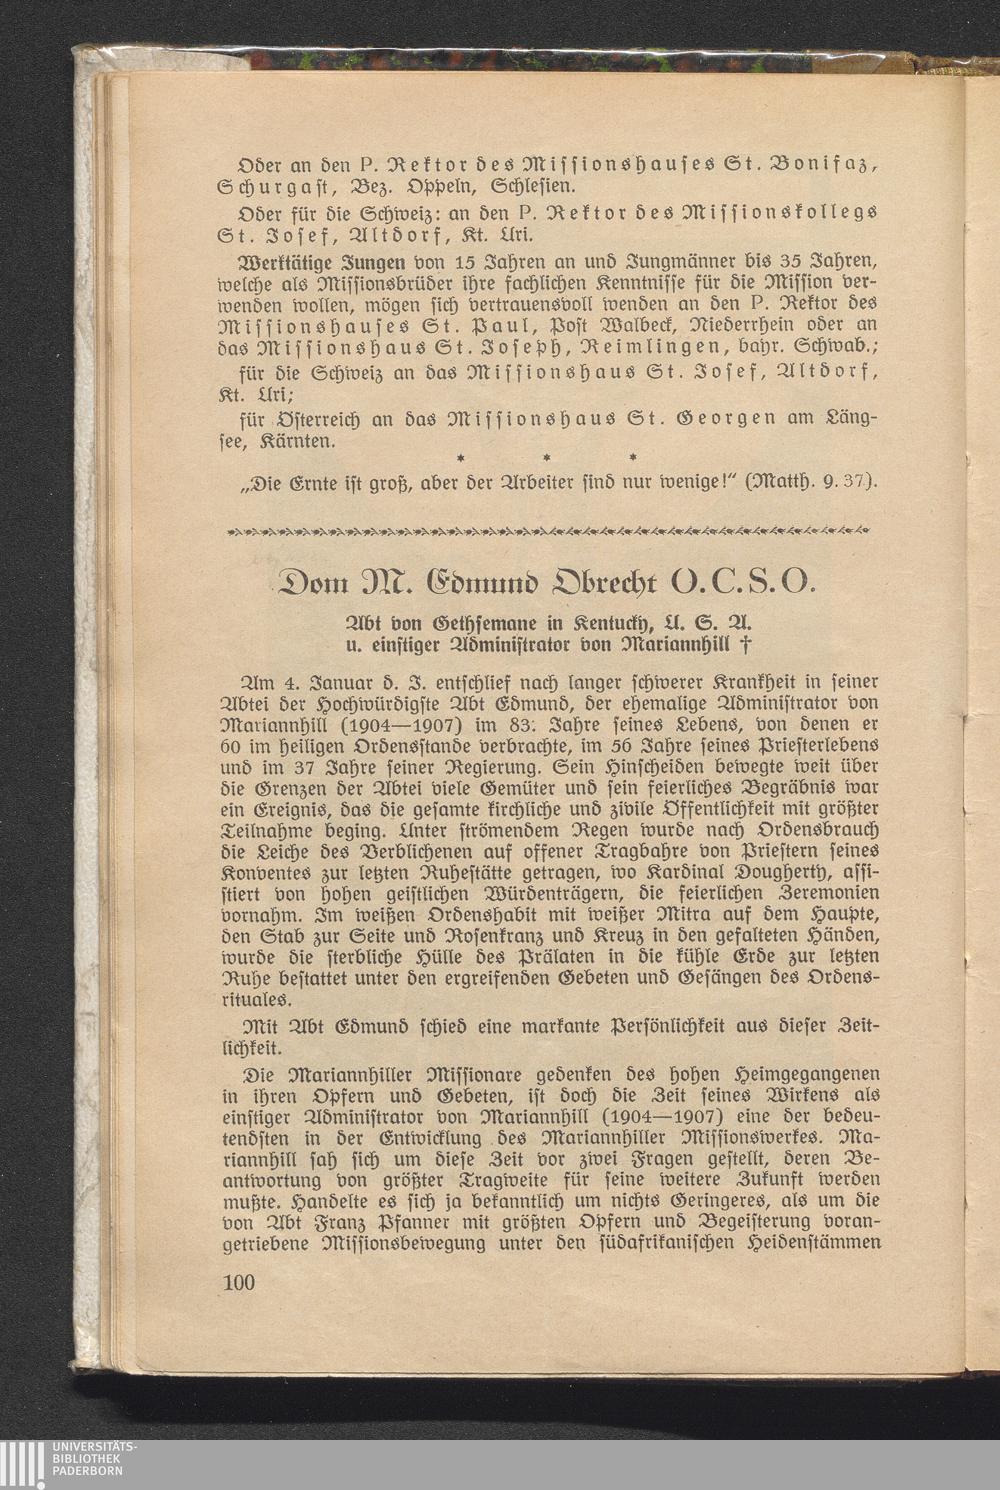 Oder an den P. Rektor des Missionshauses St. Bonifaz,
Schurgast, Bez. Oppeln, Schlesien.
Oder für die Schweiz: an den P. Rektor des Missionskollegs
St. Josef, Altdorf, Kt. Uri.
Werktätige Jungen von 15 Jahren an und Jungmänner bis 35 Jahren,
welche als Missionsbrüder ihre fachlichen Kenntnisse für die Mission ver-
wenden wollen, mögen sich vertrauensvoll wenden an den P. Rektor des
Missionshauses St. Paul, Post Walbeck, Niederrhein oder an
das Missionshaus St. Joseph, Reimlingen, bayr. Schwab.;
für die Schweiz an das Missionshaus St. Josef, Altdorf,
Kt. Uri;
für Österreich an das Missionshaus St. Georgen am Läng-
see, Kärnten.
* * *
„Die Ernte ist groß, aber der Arbeiter sind nur wenige!“ (Matth. 9. 37).
Dom M. Edmund Obrecht O.C.S.O.
Abt von Gethsemane in Kentucky, U. S. A.
u. einstiger Administrator von Mariannhill †
Am 4. Januar d. J. entschlief nach langer schwerer Krankheit in seiner
Abtei der Hochwürdigste Abt Edmund, der ehemalige Administrator von
Mariannhill (1904—1907) im 83. Jahre seines Lebens, von denen er
60 im heiligen Ordensstande verbrachte, im 56 Jahre seines Priesterlebens
und im 37 Jahre seiner Regierung. Sein Hinscheiden bewegte weit über
die Grenzen der Abtei viele Gemüter und sein feierliches Begräbnis war
ein Ereignis, das die gesamte kirchliche und zivile Öffentlichkeit mit größter
Teilnahme beging. Unter strömendem Regen wurde nach Ordensbrauch
die Leiche des Verblichenen auf offener Tragbahre von Priestern seines
Konventes zur letzten Ruhestätte getragen, wo Kardinal Dougherty, assi-
stiert von hohen geistlichen Würdenträgern, die feierlichen Zeremonien
vornahm. Im weißen Ordenshabit mit weißer Mitra auf dem Haupte,
den Stab zur Seite und Rosenkranz und Kreuz in den gefalteten Händen,
wurde die sterbliche Hülle des Prälaten in die kühle Erde zur letzten
Ruhe bestattet unter den ergreifenden Gebeten und Gesängen des Ordens-
rituales.
Mit Abt Edmund schied eine markante Persönlichkeit aus dieser Zeit-
lichkeit.
Die Mariannhiller Missionare gedenken des hohen Heimgegangenen
in ihren Opfern und Gebeten, ist doch die Zeit seines Wirkens als
einstiger Administrator von Mariannhill (1904—1907) eine der bedeu-
tendsten in der Entwicklung des Mariannhiller Missionswerkes. Ma-
riannhill sah sich um diese Zeit vor zwei Fragen gestellt, deren Be-
antwortung von größter Tragweite für seine weitere Zukunft werden
mußte. Handelte es sich ja bekanntlich um nichts Geringeres, als um die
von Abt Franz Pfanner mit größten Opfern und Begeisterung voran-
getriebene Missionsbewegung unter den südafrikanischen Heidenstämmen
100
UNIVERSITÄTS-
BIBLIOTHEK
PADERBORN